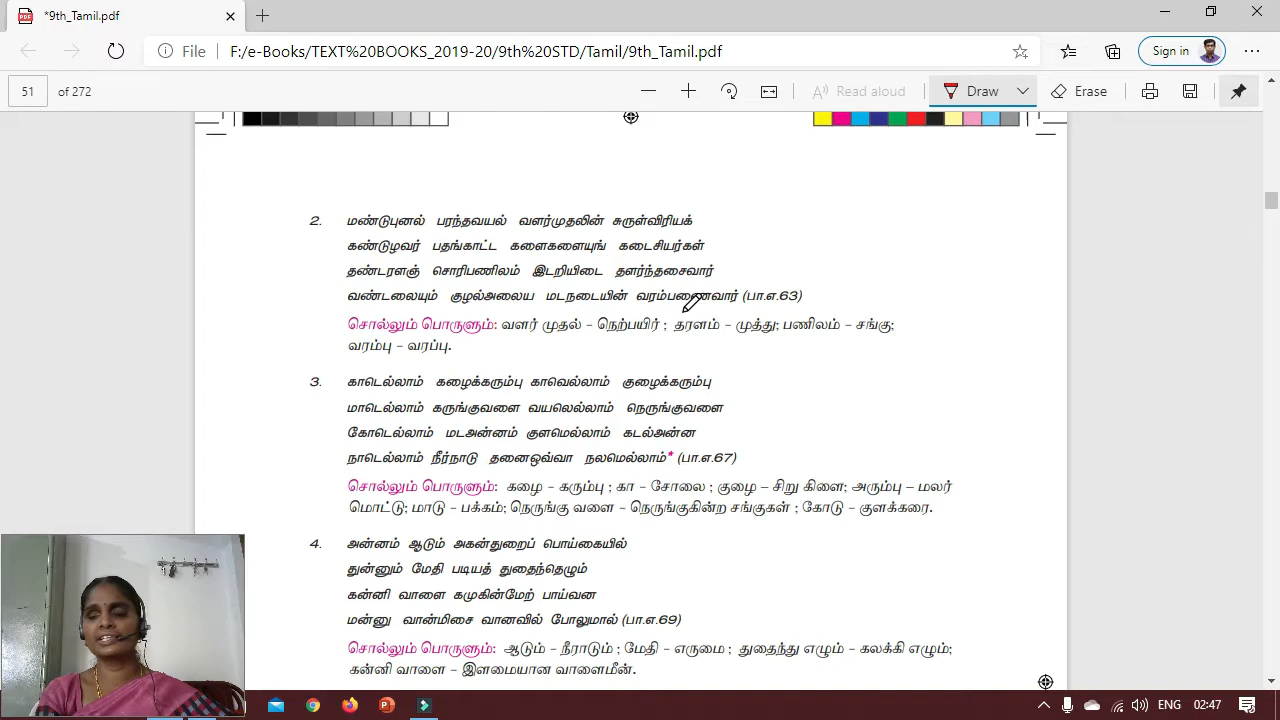 *9th_Tamil.pdf
File F:/e-Books/TEXT%20BOOKS_2019-20/9th%20STD/Tamil/9th_Tamil.pdf Sign in
51 of 272 Read aloud Draw Erase
2. மண்டுபுனல் பரந்தவயல் வளர்முதலின் சுருள்விரியக்
கண்டுழவர் பதங்காட்ட களைகளையுங் கடைசியர்கள்
தண்டரளஞ் சொரிபணிலம் இடறியிடை தளர்ந்தசைவார்
வண்டலையும் குழல்அலைய மடநடையின் வரம்பணைவார் (பா.எ.63)
சொல்லும் பொருளும்: வளர் முதல் – நெற்பயிர் ; தரளம் – முத்து; பணிலம் – சங்கு;
வரம்பு – வரப்பு.
3. காடெல்லாம் கழைக்கரும்பு காவெல்லாம் குழைக்கரும்பு
மாடெல்லாம் கருங்குவளை வயலெல்லாம் நெருங்குவளை
கோடெல்லாம் மடஅன்னம் குளமெல்லாம் கடல்அன்ன
நாடெல்லாம் நீர்நாடு தனைஒவ்வா நலமெல்லாம்* (பா.எ.67)
சொல்லும் பொருளும்: கழை – கரும்பு ; கா – சோலை ; குழை – சிறு கிளை; அரும்பு – மலர்
மொட்டு; மாடு – பக்கம்; நெருங்கு வளை – நெருங்குகின்ற சங்குகள் ; கோடு – குளக்கரை.
4. அன்னம் ஆடும் அகன்துறைப் பொய்கையில்
துன்னும் மேதி படியத் துதைந்தெழும்
கன்னி வாளை கமுகின்மேற் பாய்வன
மன்னு வான்மிசை வானவில் போலுமால் (பா.எ.69)
சொல்லும் பொருளும்: ஆடும் – நீராடும் ; மேதி – எருமை ; துதைந்து எழும் – கலக்கி எழும்;
கன்னி வாளை – இளமையான வாளைமீன்.
ENG 02:47